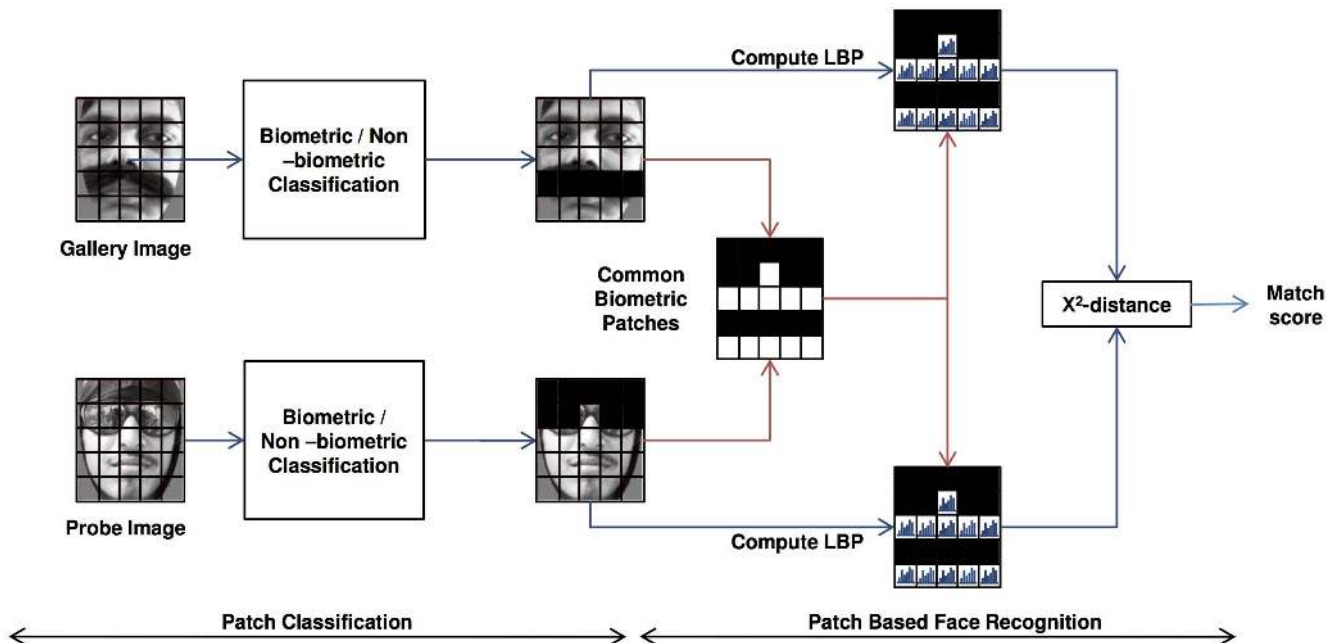 Compute LBP
Biometric / Non
–biometric
Classification
Gallery Image
Common
Biometric
Patches
X²-distance
Match
score
Biometric /
Non –biometric
Classification
Probe Image
Compute LBP
Patch Classification
Patch Based Face Recognition